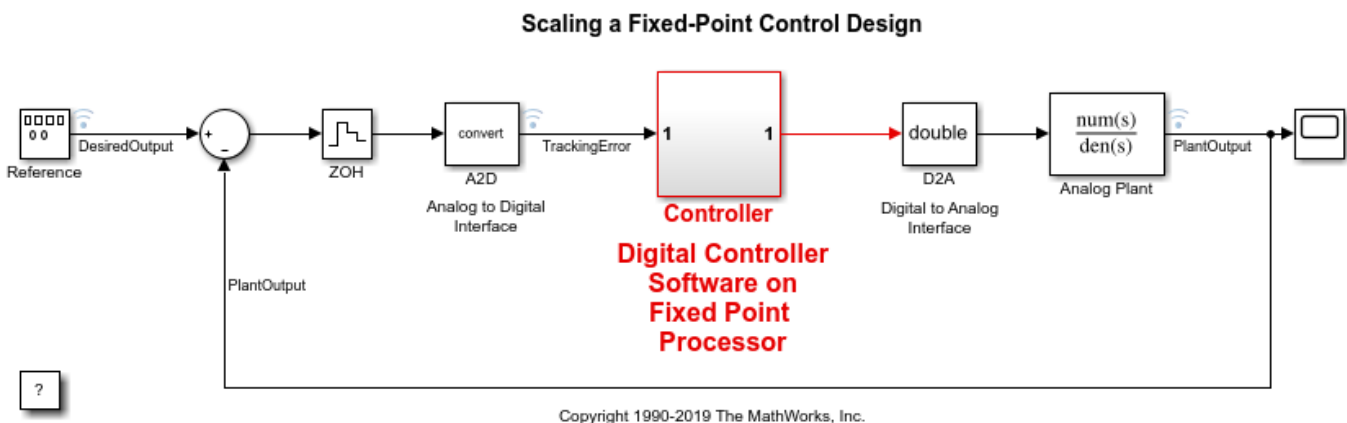 Scaling a Fixed-Point Control Design
DesiredOutput
Reference
+
-
ZOH
convert
A2D
Analog to Digital
Interface
TrackingError
1
1
Controller
Digital Controller
Software on
Fixed Point
Processor
double
D2A
Digital to Analog
Interface
num(s)
den(s)
Analog Plant
PlantOutput
PlantOutput
?
Copyright 1990-2019 The MathWorks, Inc.